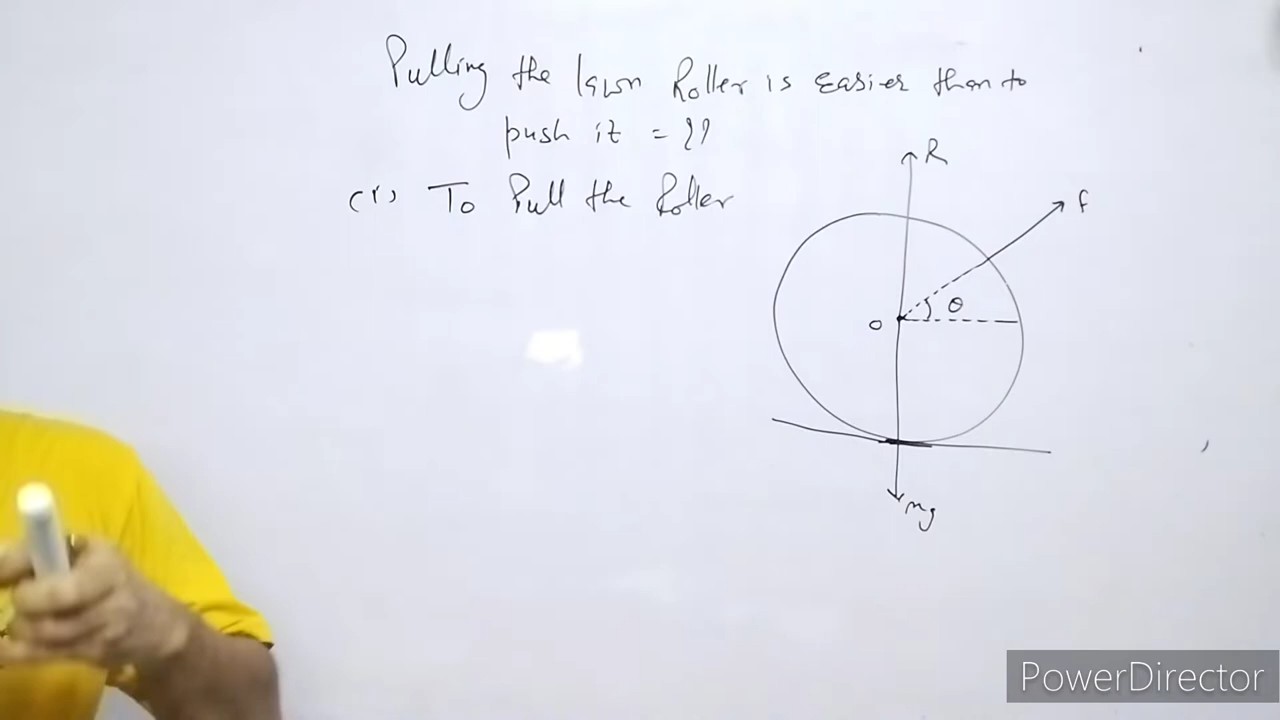 Pulling the lawn Roller is easier than to
push it = ??
(1) To Pull the Roller
R
f
θ
o
mg
PowerDirector